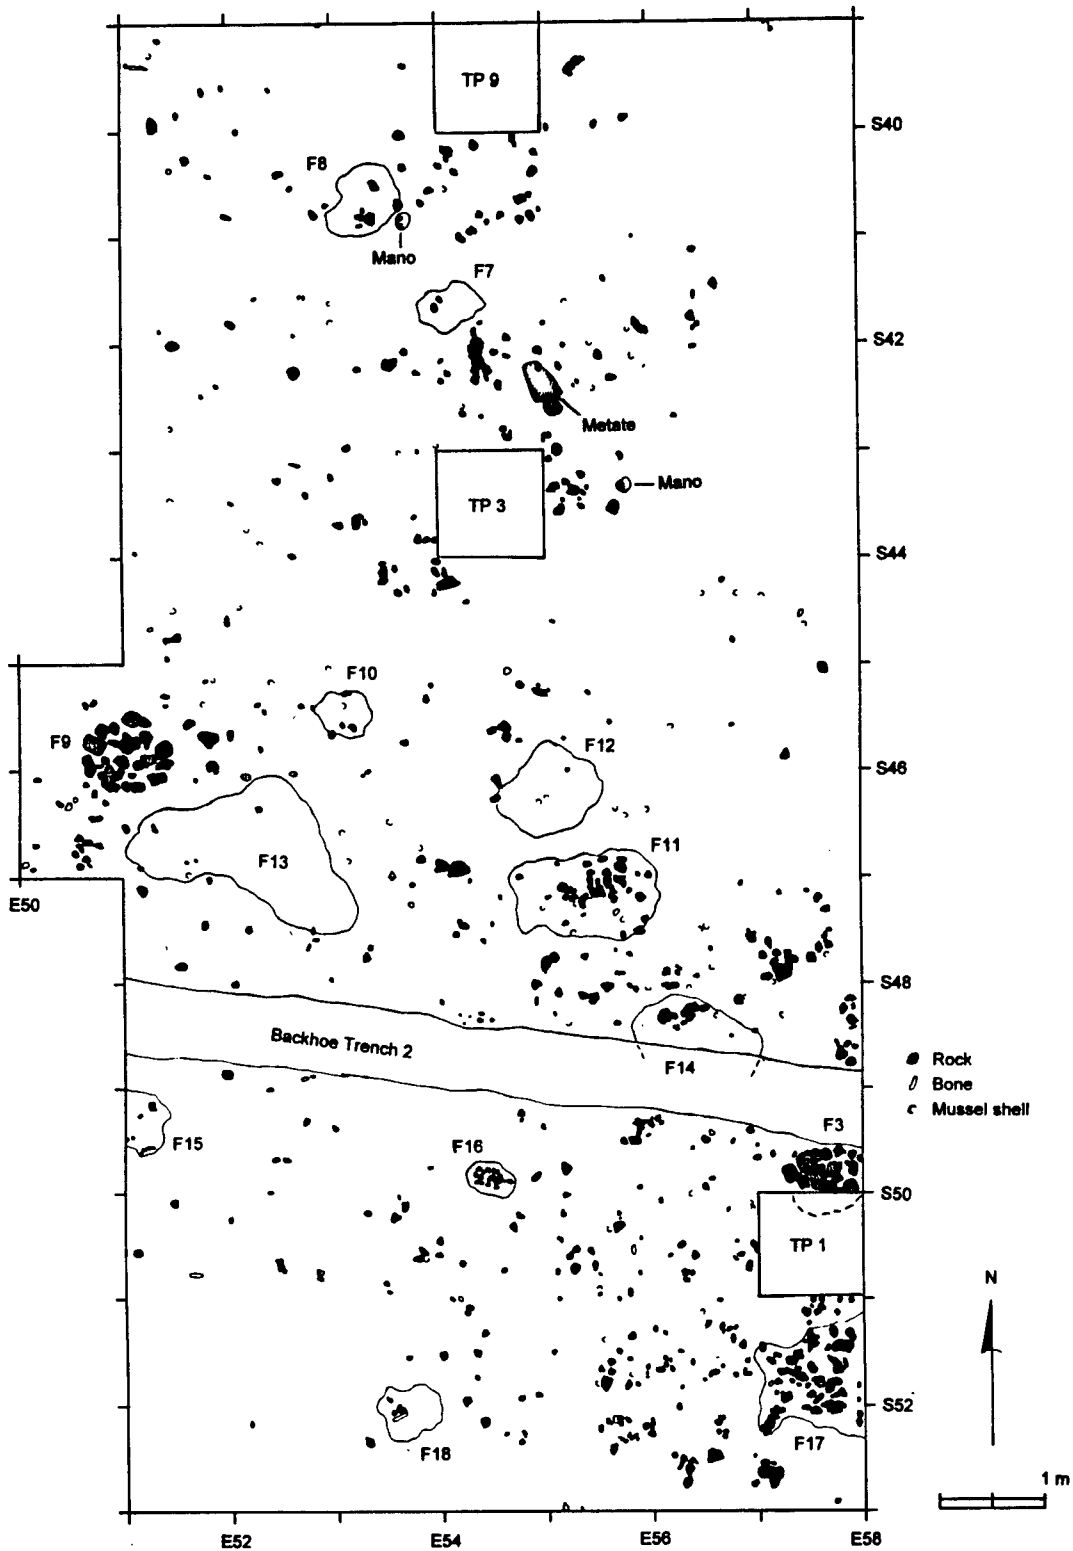 TP 9
S40
F8
Mano
F7
S42
Metate
TP 3
Mano
S44
F10
F9
F12
S46
F11
F13
E50
S48
Backhoe Trench 2
F14
Rock
Bone
Mussel shell
F3
F15
F16
S50
TP 1
N
S52
F17
F18
1 m
E52
E54
E56
E58